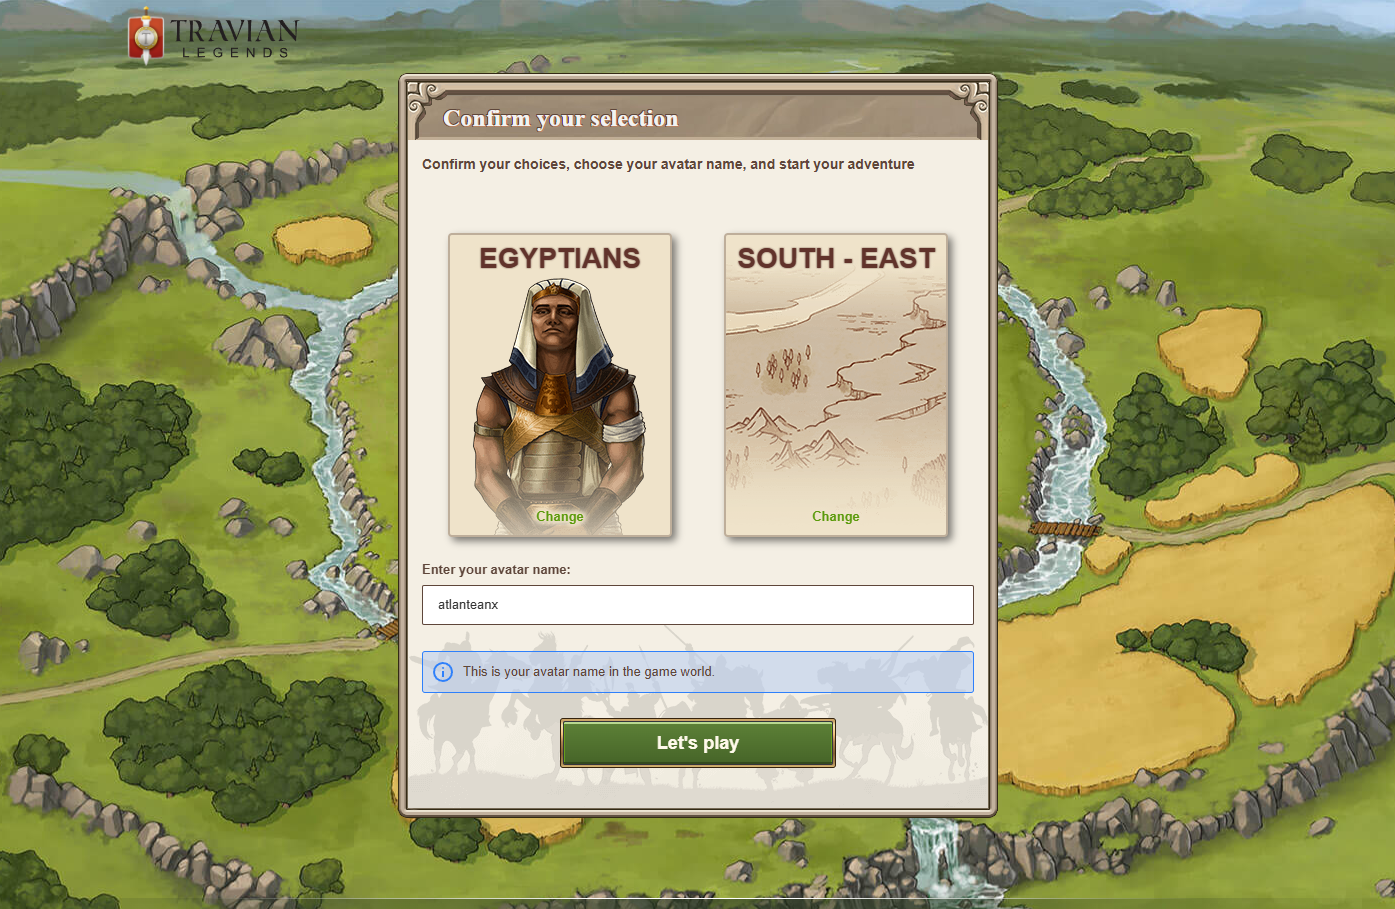 TRAVIAN
LEGENDS
Confirm your selection
Confirm your choices, choose your avatar name, and start your adventure
EGYPTIANS
SOUTH - EAST
Change
Change
Enter your avatar name:
atlanteanx
This is your avatar name in the game world.
Let's play